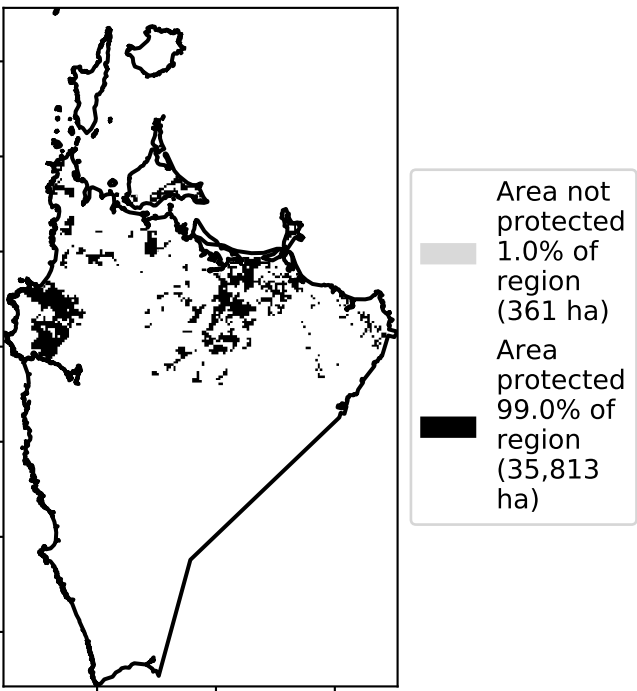 Area not
protected
1.0% of
region
(361 ha)
Area
protected
99.0% of
region
(35,813
ha)